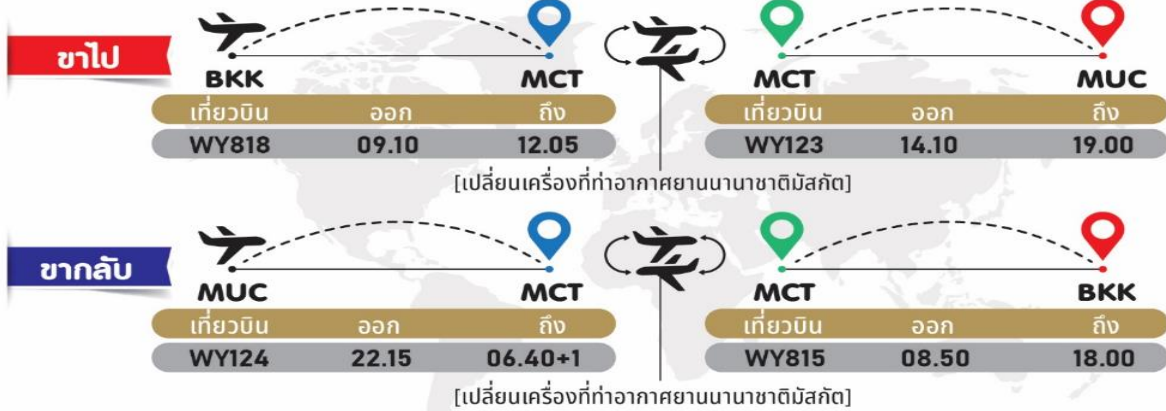 ขาไป
BKK MCT MCT MUC
เที่ยวบิน ออก ถึง เที่ยวบิน ออก ถึง
WY818 09.10 12.05 WY123 14.10 19.00
[เปลี่ยนเครื่องที่ท่าอากาศยานนานาชาติมัสกัต]
ขากลับ
MUC MCT MCT BKK
เที่ยวบิน ออก ถึง เที่ยวบิน ออก ถึง
WY124 22.15 06.40+1 WY815 08.50 18.00
[เปลี่ยนเครื่องที่ท่าอากาศยานนานาชาติมัสกัต]